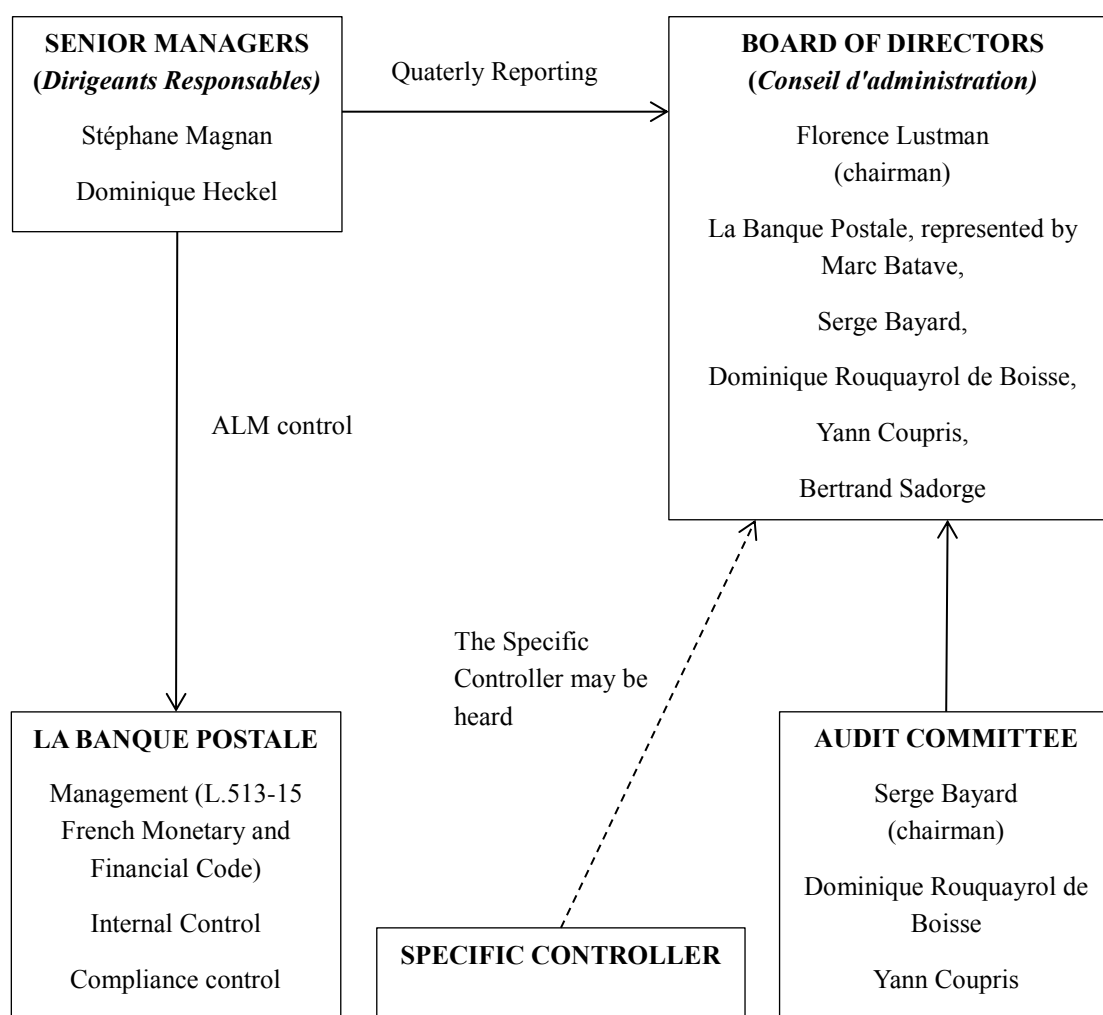 SENIOR MANAGERS
(Dirigeants Responsables)
Stéphane Magnan
Dominique Heckel
Quaterly Reporting
BOARD OF DIRECTORS
(Conseil d'administration)
Florence Lustman
(chairman)
La Banque Postale, represented by
Marc Batave,
Serge Bayard,
Dominique Rouquayrol de Boisse,
Yann Coupris,
Bertrand Sadorge
ALM control
The Specific
Controller may be
heard
LA BANQUE POSTALE
Management (L.513-15
French Monetary and
Financial Code)
Internal Control
Compliance control
SPECIFIC CONTROLLER
AUDIT COMMITTEE
Serge Bayard
(chairman)
Dominique Rouquayrol de
Boisse
Yann Coupris